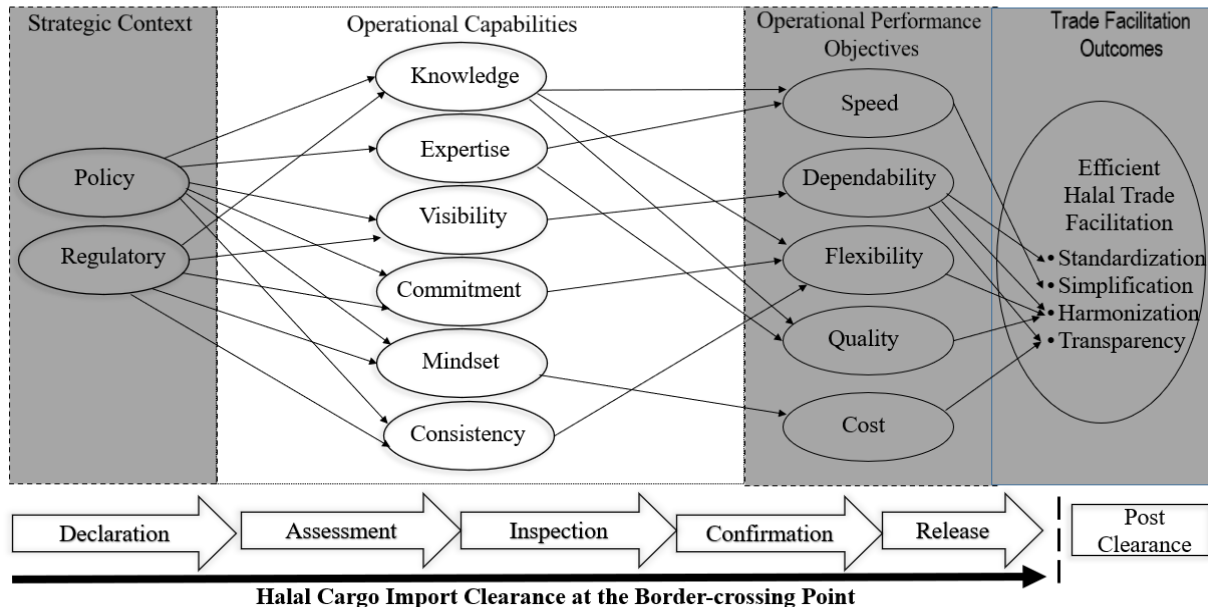 Strategic Context
Operational Capabilities
Operational Performance
Objectives
Trade Facilitation
Outcomes
Policy
Regulatory
Knowledge
Expertise
Visibility
Commitment
Mindset
Consistency
Speed
Dependability
Flexibility
Quality
Cost
Efficient
Halal Trade
Facilitation
• Standardization
• Simplification
• Harmonization
• Transparency
Declaration
Assessment
Inspection
Confirmation
Release
Post
Clearance
Halal Cargo Import Clearance at the Border-crossing Point